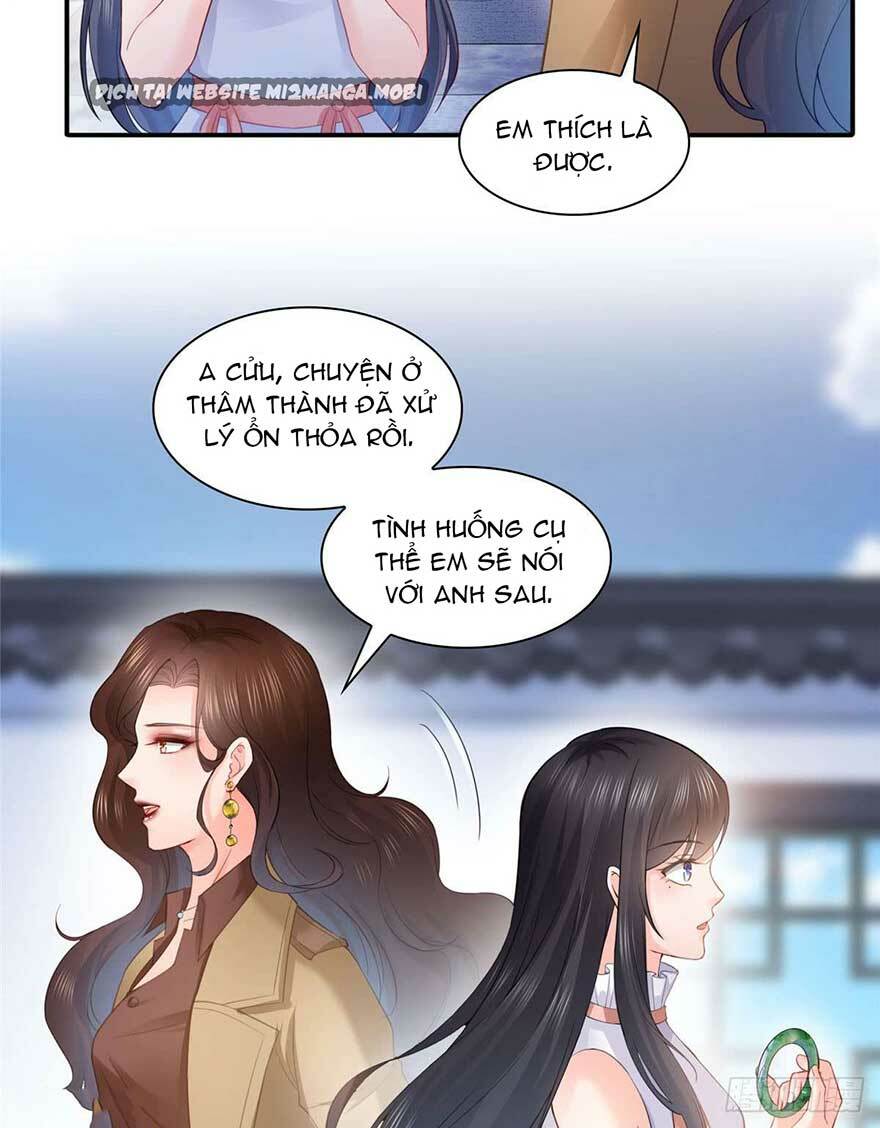 DỊCH TẠI WEBSITE MI2MANGA.MOBI
EM THÍCH LÀ
ĐƯỢC.
A CỬU, CHUYỆN Ở
THÂM THÀNH ĐÃ XỬ
LÝ ỔN THỎA RỒI.
TÌNH HUỐNG CỤ
THỂ EM SẼ NÓI
VỚI ANH SAU.